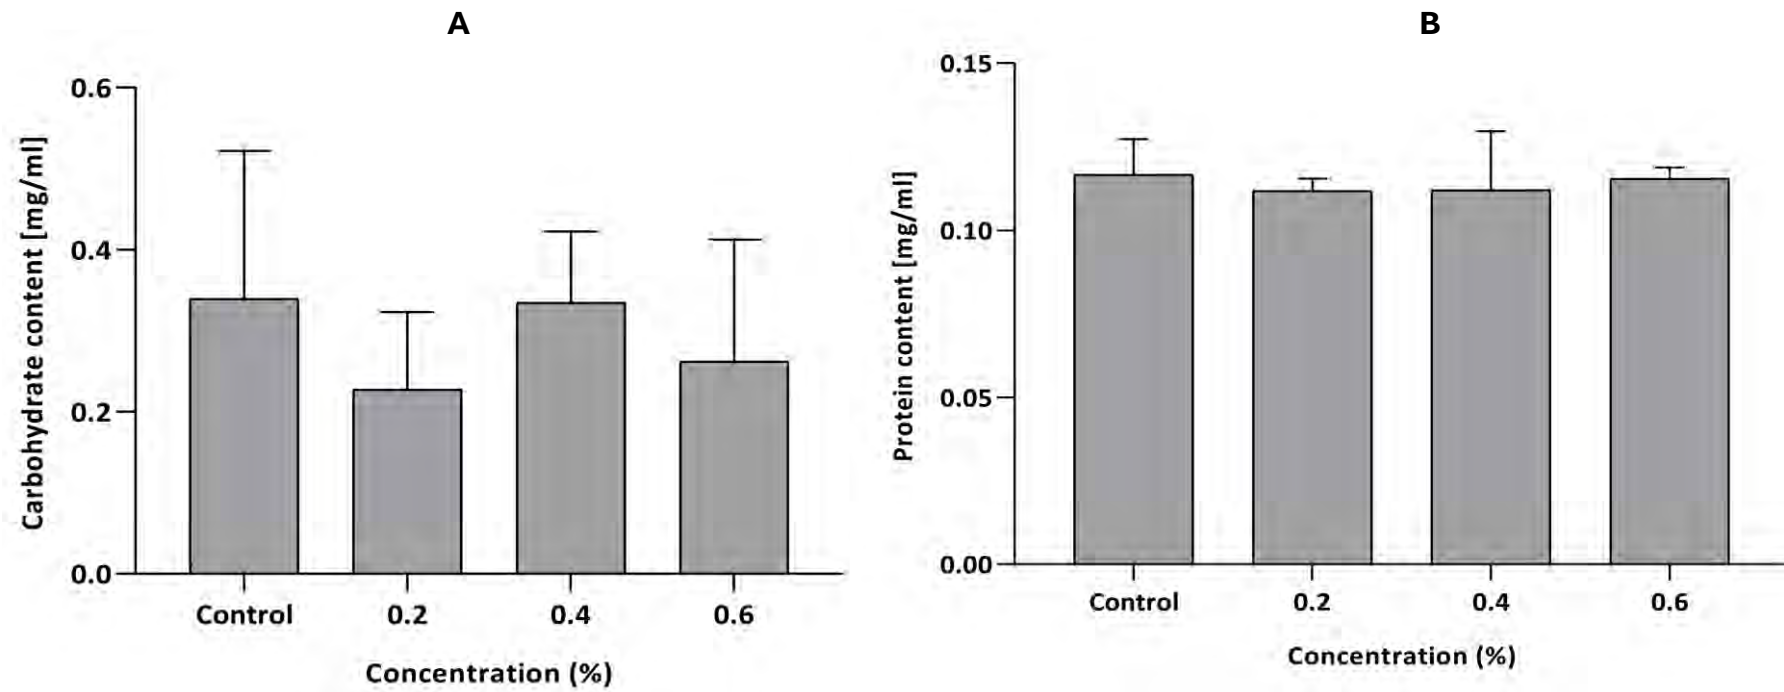 A
B
Carbohydrate content [mg/ml]
0.6
0.4
0.2
0.0
Control 0.2 0.4 0.6
Concentration (%)
Protein content [mg/ml]
0.15
0.10
0.05
0.00
Control 0.2 0.4 0.6
Concentration (%)